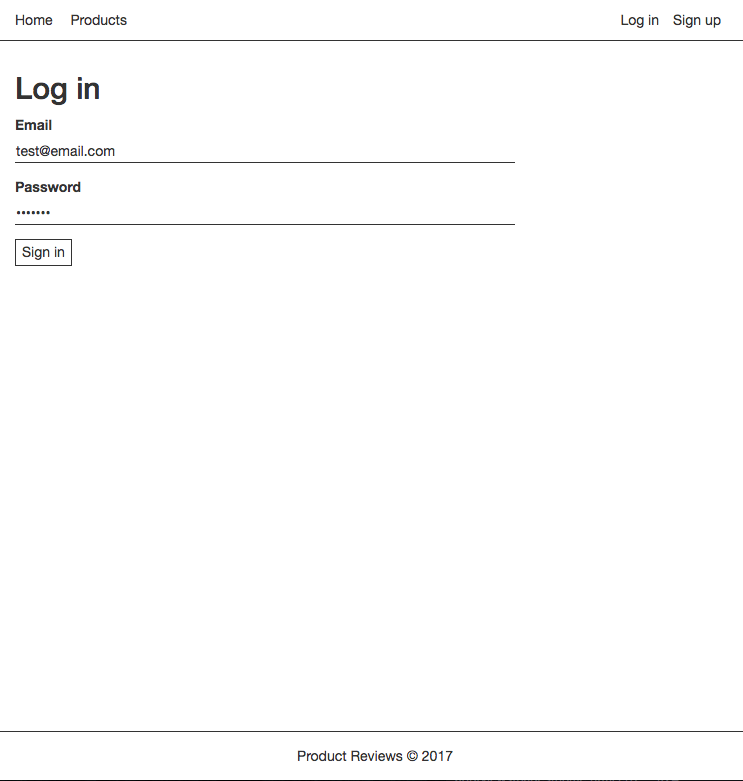 Home Products Log in Sign up
Log in
Email
test@email.com
Password
•••••••
Sign in
Product Reviews © 2017